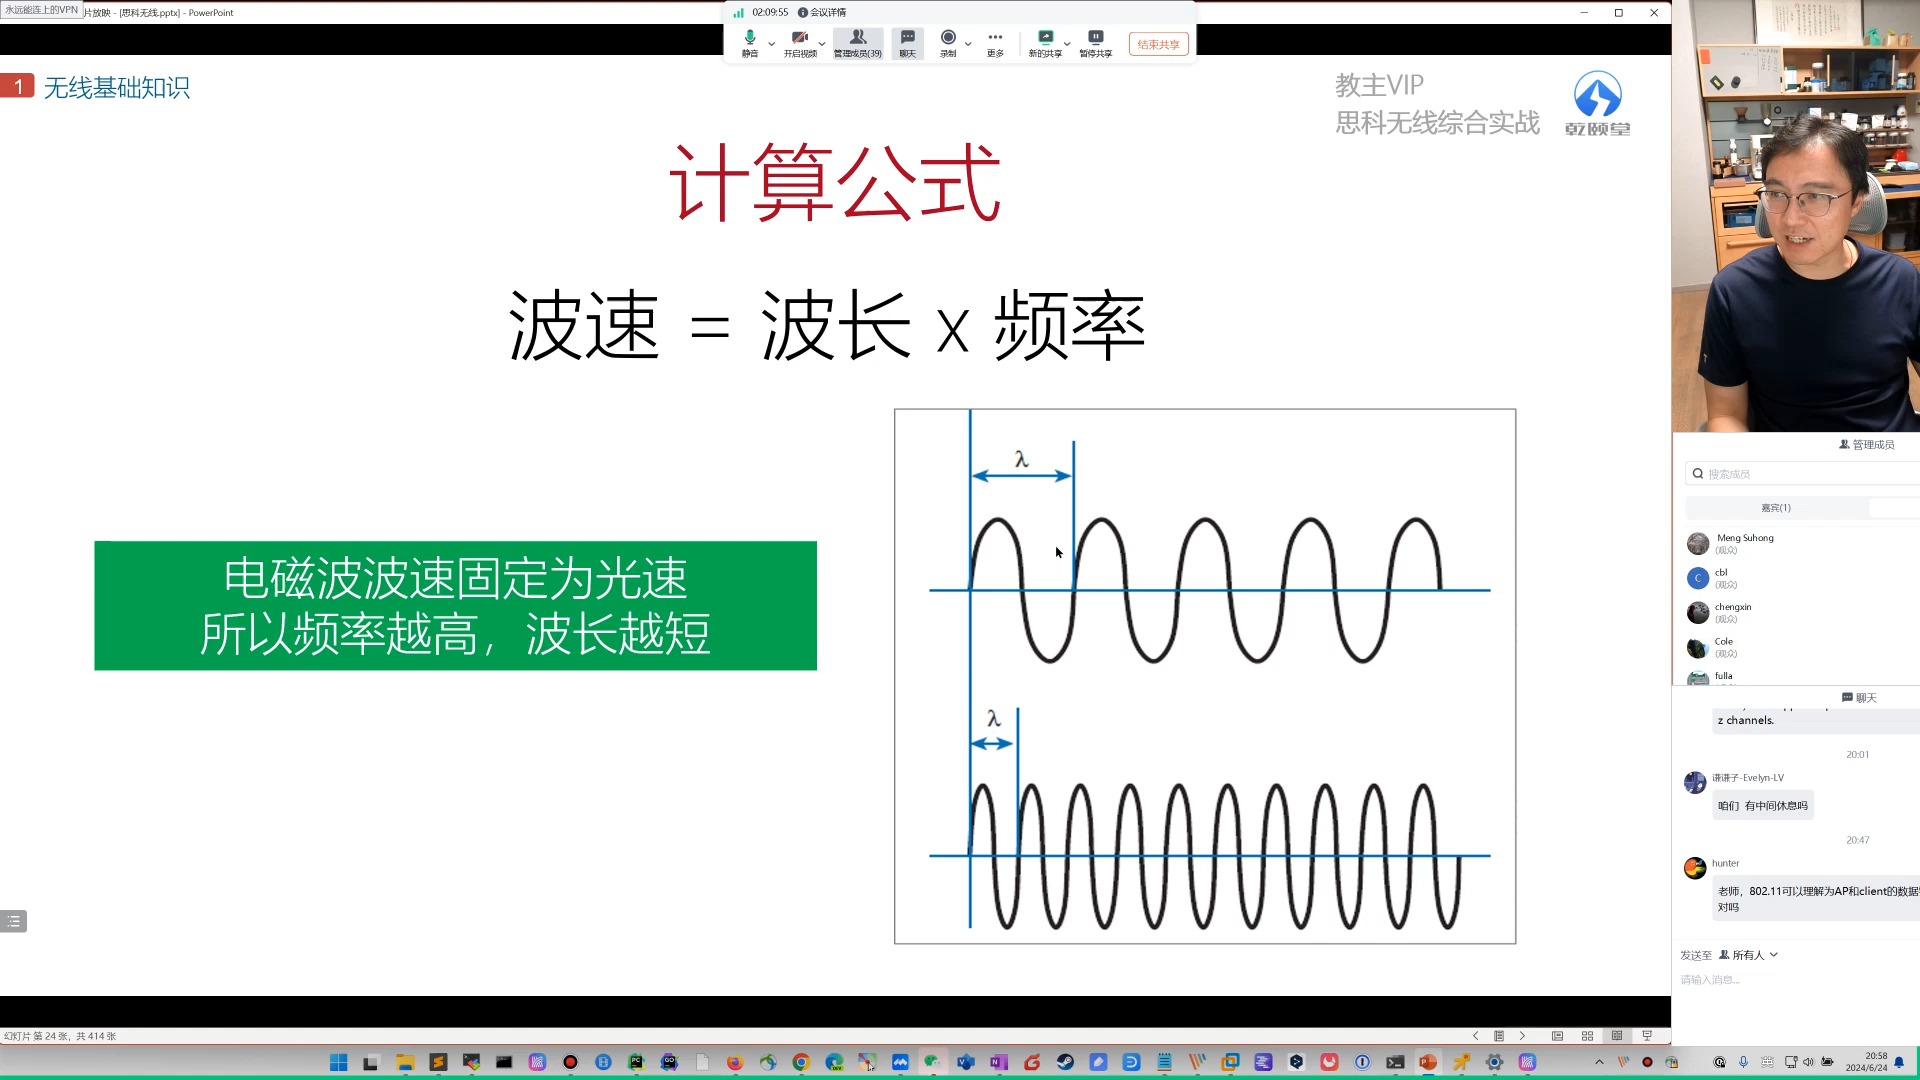 永远能连上的VPN
片放映 - [思科无线.pptx] - PowerPoint
02:09:55 会议详情
静音 开启视频 管理成员(39) 聊天 录制 更多 新的共享 暂停共享 结束共享
1 无线基础知识
教主VIP
思科无线综合实战
乾颐堂
计算公式
波速 = 波长 x 频率
电磁波波速固定为光速
所以频率越高，波长越短
λ
λ
管理成员
搜索成员
嘉宾(1)
Meng Suhong
(观众)
cbl
(观众)
chengxin
(观众)
Cole
(观众)
fulla
聊天
z channels.
20:01
谦谦子-Evelyn-LV
咱们 有中间休息吗
20:47
hunter
老师，802.11可以理解为AP和client的数据
对吗
发送至 所有人
请输入消息...
幻灯片 第 24 张，共 414 张
20:58
2024/6/24